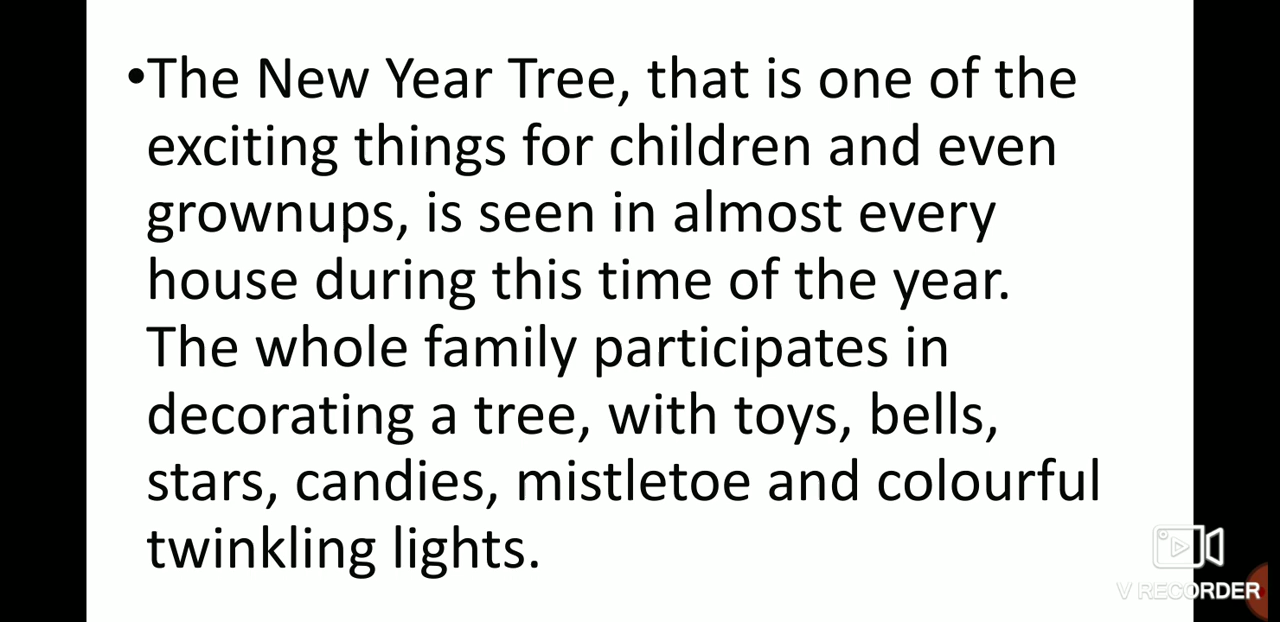 •The New Year Tree, that is one of the
exciting things for children and even
grownups, is seen in almost every
house during this time of the year.
The whole family participates in
decorating a tree, with toys, bells,
stars, candies, mistletoe and colourful
twinkling lights.
V RECORDER